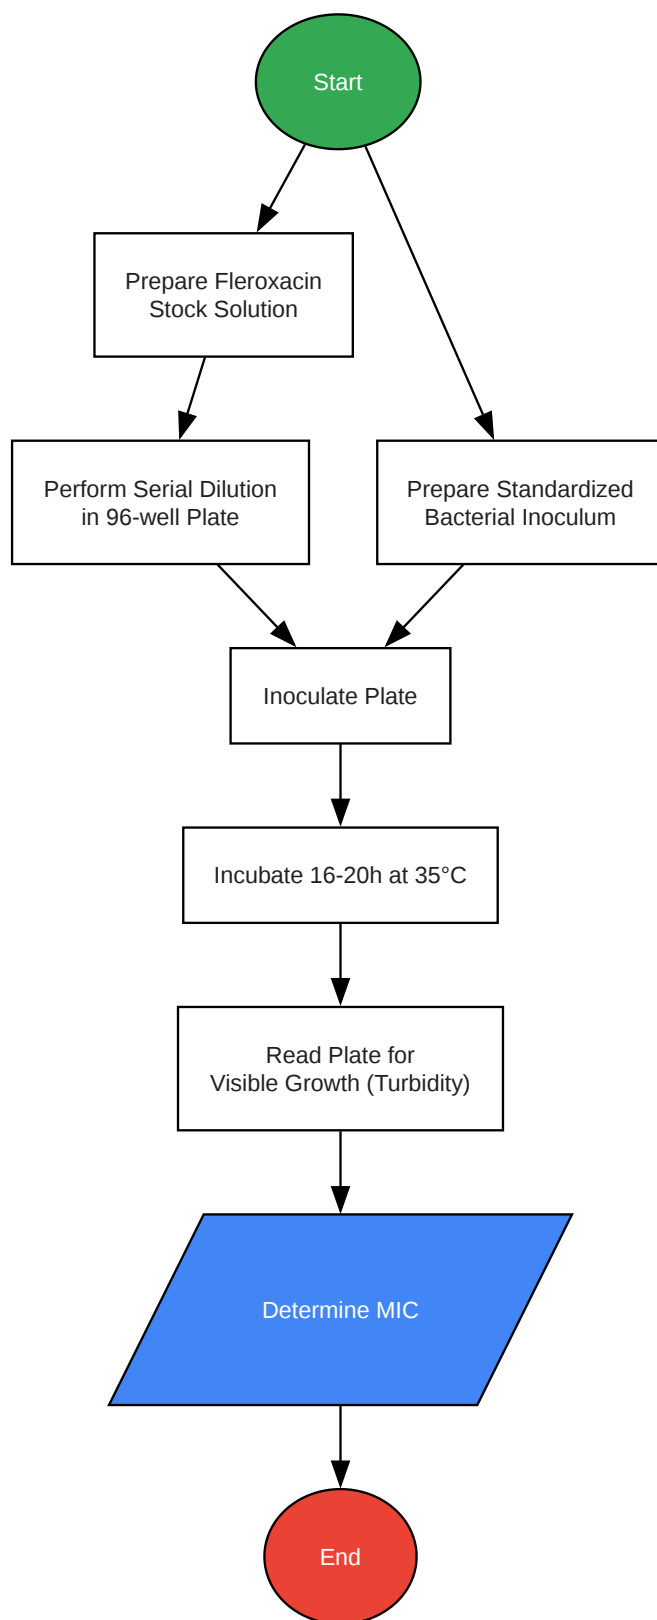 Start
Prepare Fleroxacin
Stock Solution
Perform Serial Dilution
in 96-well Plate
Prepare Standardized
Bacterial Inoculum
Inoculate Plate
Incubate 16-20h at 35°C
Read Plate for
Visible Growth (Turbidity)
Determine MIC
End